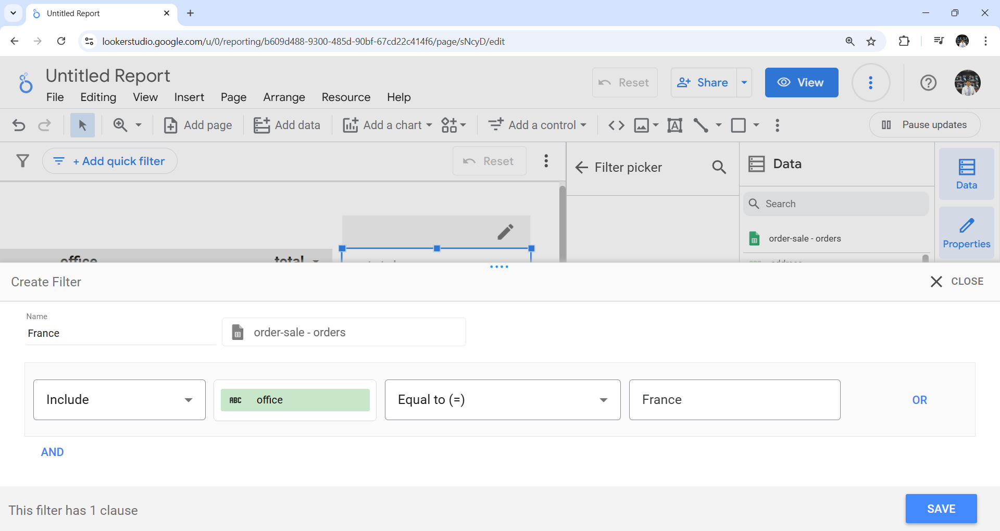 Untitled Report
lookerstudio.google.com/u/0/reporting/b609d488-9300-485d-90bf-67cd22c414f6/page/sNcyD/edit
Untitled Report
File Editing View Insert Page Arrange Resource Help
Reset Share View
Add page Add data Add a chart Add a control Pause updates
+ Add quick filter Reset
Filter picker
Data
Search
order-sale - orders
address
Data
Properties
office total
Create Filter
CLOSE
Name
France
order-sale - orders
Include ABC office Equal to (=) France OR
AND
This filter has 1 clause
SAVE